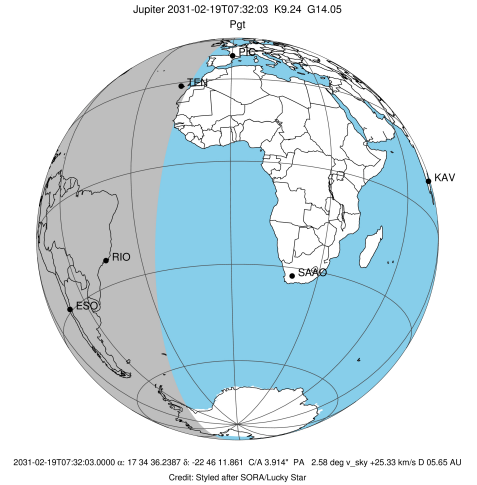 Jupiter 2031-02-19T07:32:03 K9.24 G14.05
Pgt
PIC
TEN
KAV
RIO
SAAO
ESO
2031-02-19T07:32:03.0000 α: 17 34 36.2387 δ: -22 46 11.861 C/A 3.914" PA 2.58 deg v_sky +25.33 km/s D 05.65 AU
Credit: Styled after SORA/Lucky Star